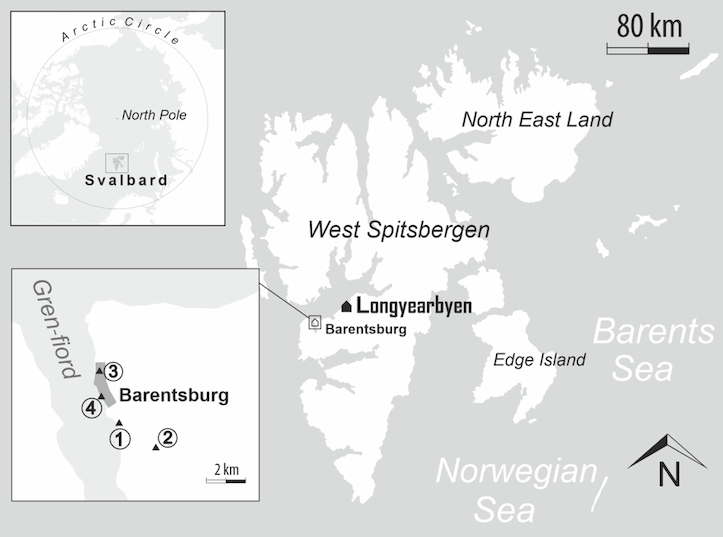 Arctic Circle
North Pole
Svalbard
80 km
North East Land
West Spitsbergen
Longyearbyen
Barentsburg
Edge Island
Barents
Sea
Norwegian
Sea
N
Gren-fiord
3
Barentsburg
4
1
2
2 km